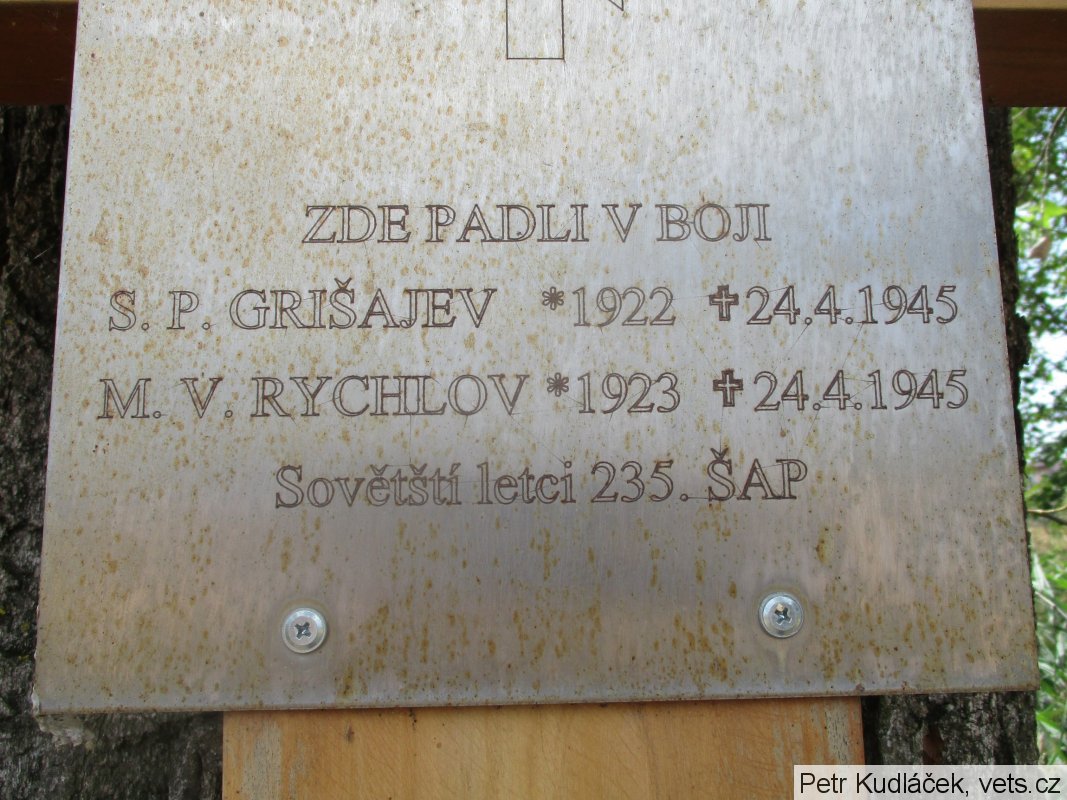 ZDE PADLI V BOJI
S. P. GRIŠAJEV *1922 ✝24.4.1945
M. V. RYCHLOV *1923 ✝24.4.1945
Sovětští letci 235. ŠAP
Petr Kudláček, vets.cz